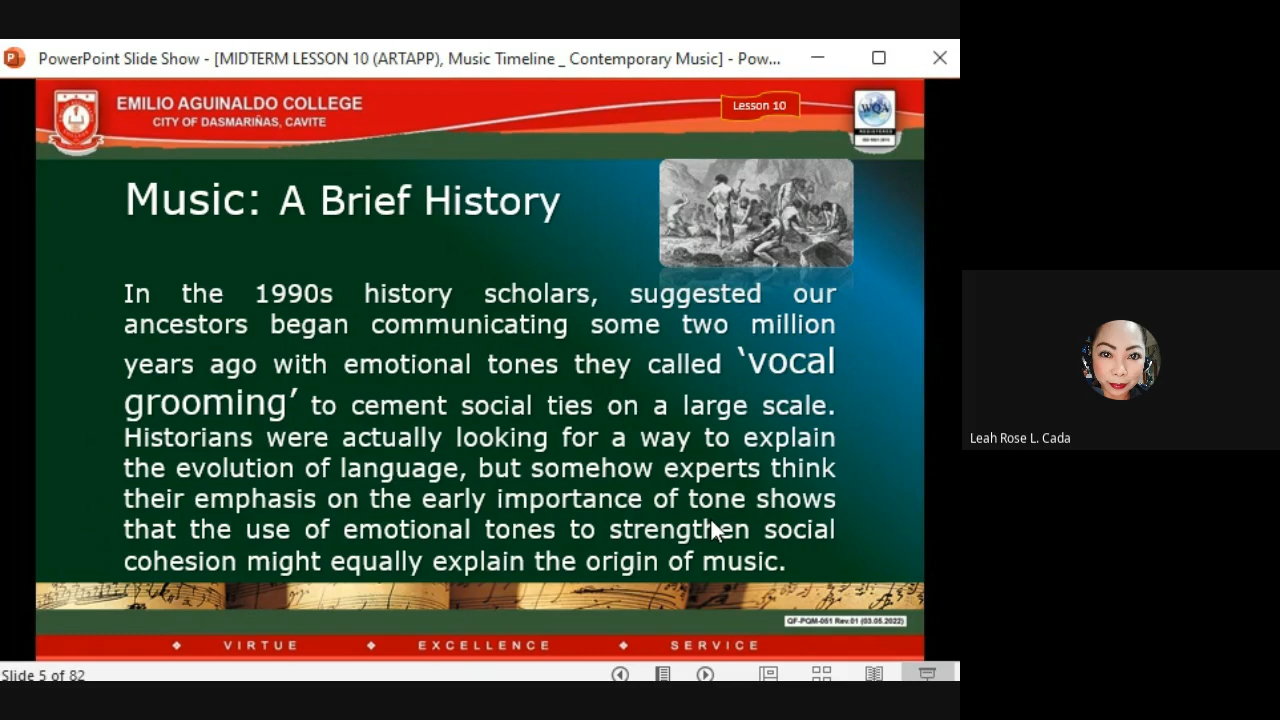 PowerPoint Slide Show - [MIDTERM LESSON 10 (ARTAPP), Music Timeline _ Contemporary Music] - Pow...
EMILIO AGUINALDO COLLEGE
CITY OF DASMARIÑAS, CAVITE
Lesson 10
WQA
REGISTERED
Music: A Brief History
In the 1990s history scholars, suggested our
ancestors began communicating some two million
years ago with emotional tones they called ‘vocal
grooming’ to cement social ties on a large scale.
Historians were actually looking for a way to explain
the evolution of language, but somehow experts think
their emphasis on the early importance of tone shows
that the use of emotional tones to strengthen social
cohesion might equally explain the origin of music.
QF-PQM-051 Rev.01 (03.05.2022)
VIRTUE EXCELLENCE SERVICE
Slide 5 of 82
Leah Rose L. Cada